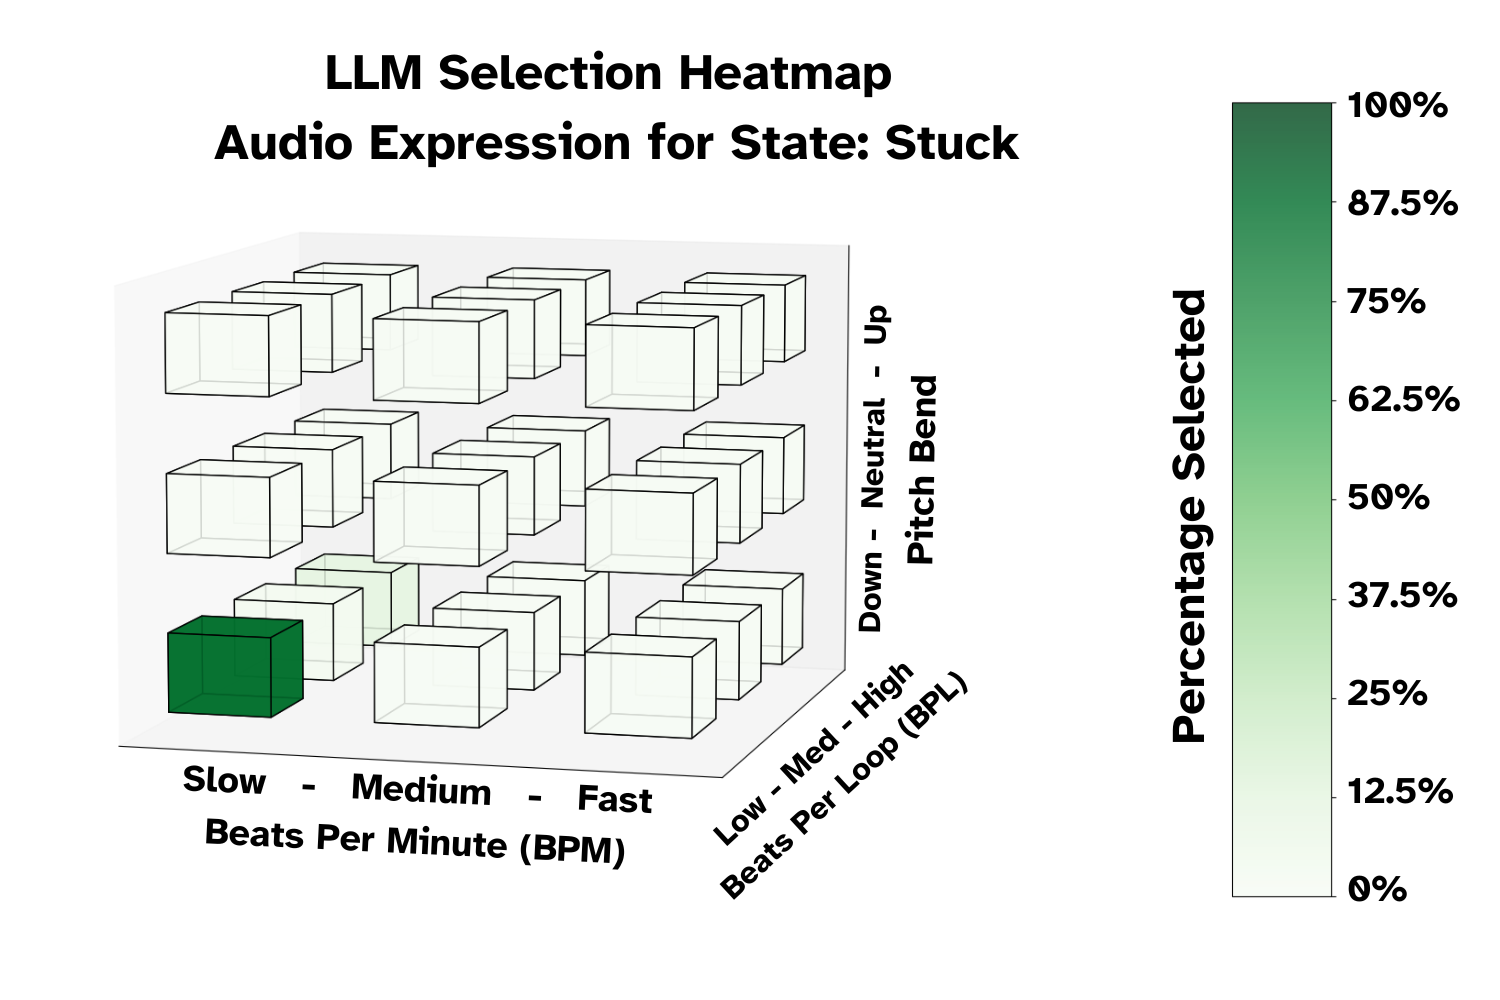 LLM Selection Heatmap
Audio Expression for State: Stuck
Down - Neutral - Up
Pitch Bend
Slow - Medium - Fast
Beats Per Minute (BPM)
Low - Med - High
Beats Per Loop (BPL)
Percentage Selected
100%
87.5%
75%
62.5%
50%
37.5%
25%
12.5%
0%